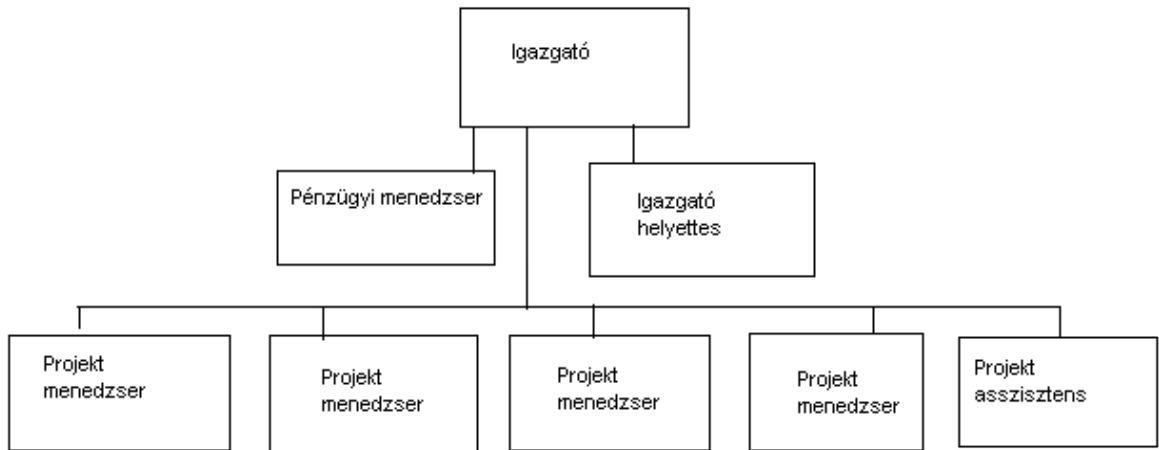 Igazgató
Pénzügyi menedzser
Igazgató
helyettes
Projekt
menedzser
Projekt
menedzser
Projekt
menedzser
Projekt
menedzser
Projekt
asszisztens